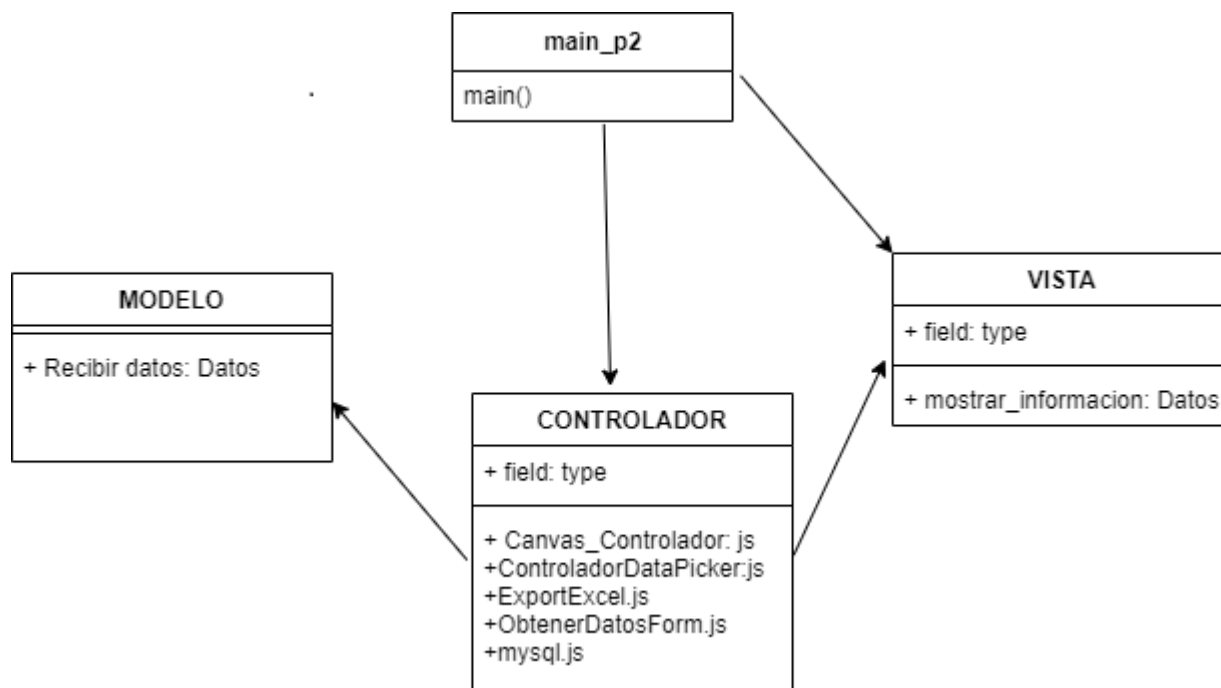 main_p2
main()
MODELO
+ Recibir datos: Datos
VISTA
+ field: type
+ mostrar_informacion: Datos
CONTROLADOR
+ field: type
+ Canvas_Controlador: js
+ControladorDataPicker:js
+ExportExcel.js
+ObtenerDatosForm.js
+mysql.js